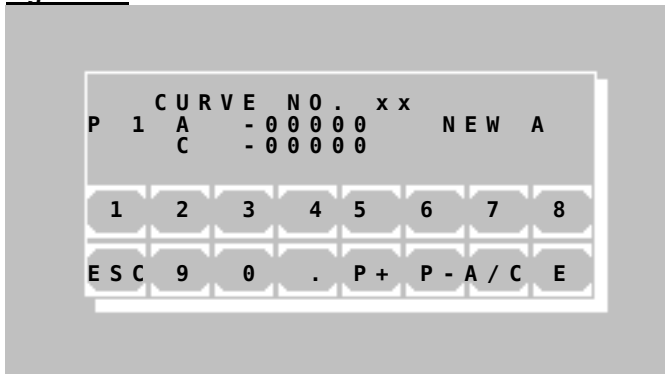 CURVE NO. xx
P 1 A -00000 NEW A
C -00000
1 2 3 4 5 6 7 8
ESC 9 0 . P+ P- A/C E